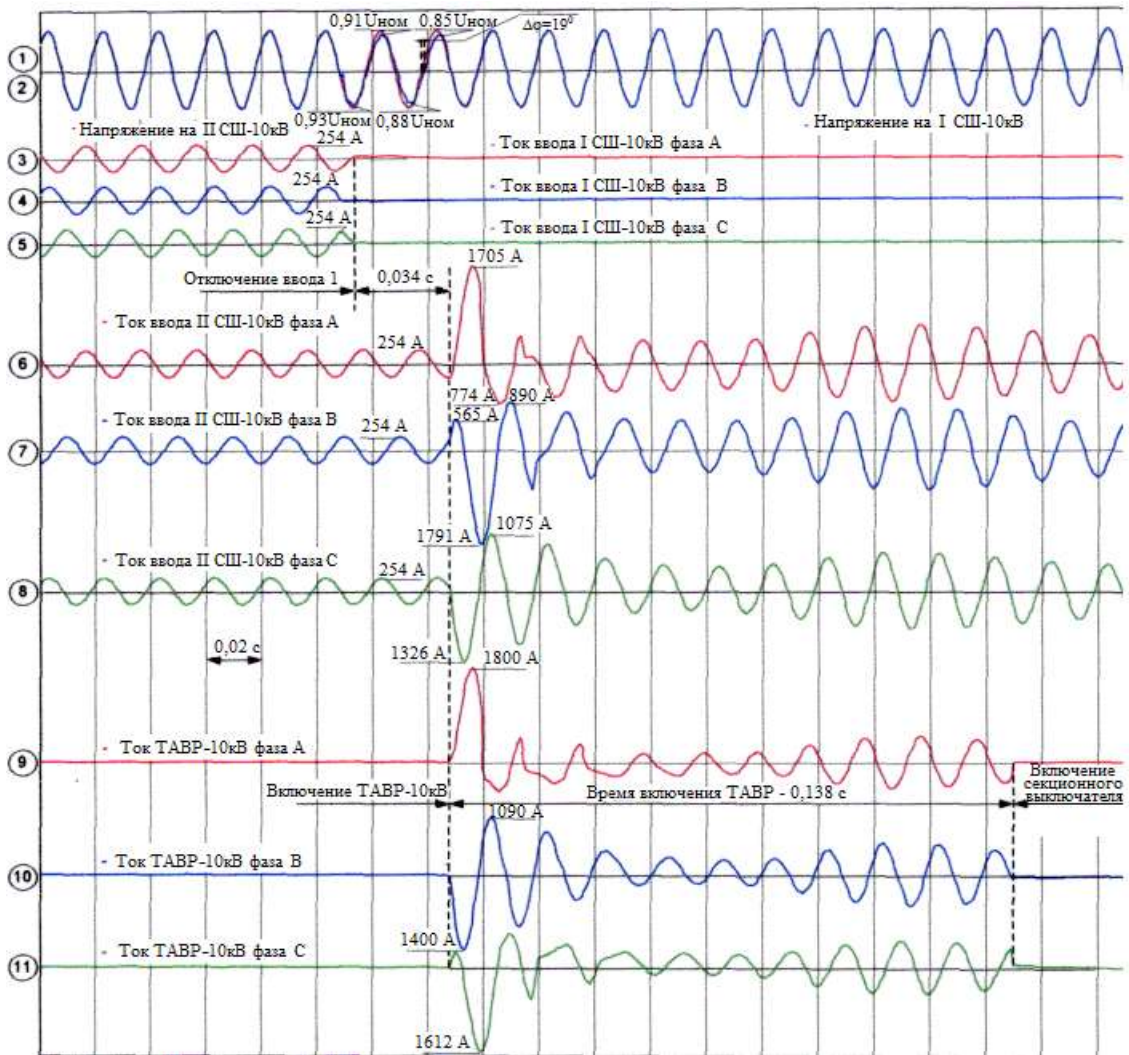 0,91Uном
0,85Uном
Δφ=19⁰
1
2
0,93Uном
0,88Uном
Напряжение на II СШ-10кВ
Напряжение на I СШ-10кВ
254 А
3
Ток ввода I СШ-10кВ фаза А
254 А
4
Ток ввода I СШ-10кВ фаза В
254 А
5
Ток ввода I СШ-10кВ фаза С
1705 А
Отключение ввода 1
0,034 с
Ток ввода II СШ-10кВ фаза А
254 А
6
774 А
890 А
565 А
Ток ввода II СШ-10кВ фаза В
254 А
7
1791 А
1075 А
Ток ввода II СШ-10кВ фаза С
254 А
8
0,02 с
1326 А
1800 А
Ток ТАВР-10кВ фаза А
9
Включение ТАВР-10кВ
Время включения ТАВР - 0,138 с
Включение
секционного
выключателя
1090 А
Ток ТАВР-10кВ фаза В
10
1400 А
Ток ТАВР-10кВ фаза С
11
1612 А